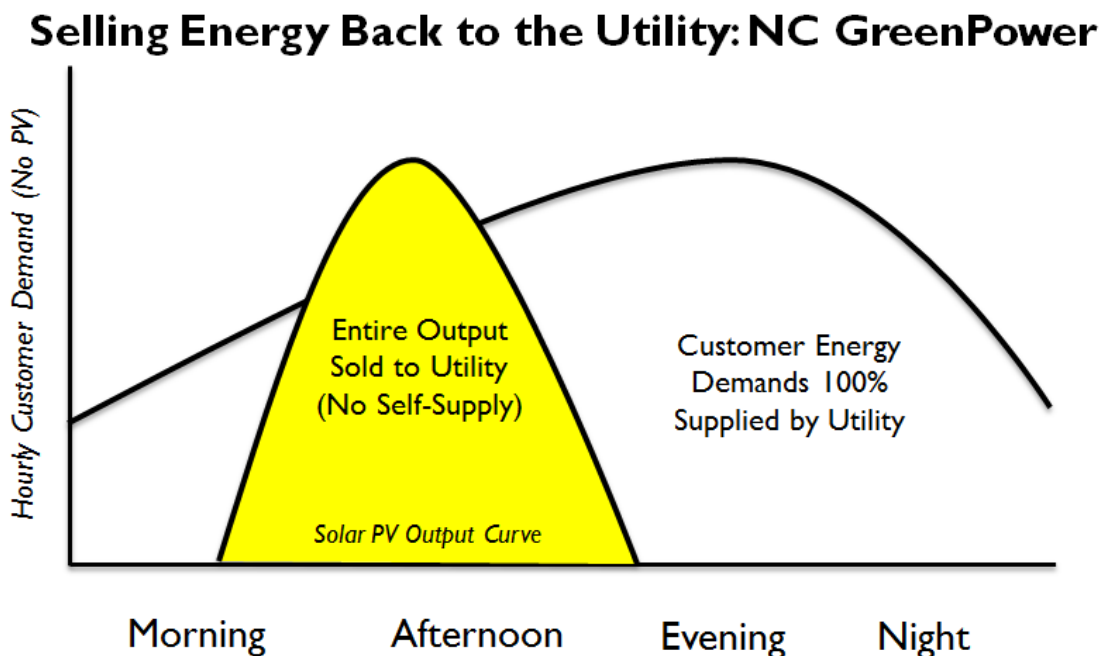 Selling Energy Back to the Utility: NC GreenPower
Hourly Customer Demand (No PV)
Entire Output
Sold to Utility
(No Self-Supply)
Solar PV Output Curve
Customer Energy
Demands 100%
Supplied by Utility
Morning Afternoon Evening Night